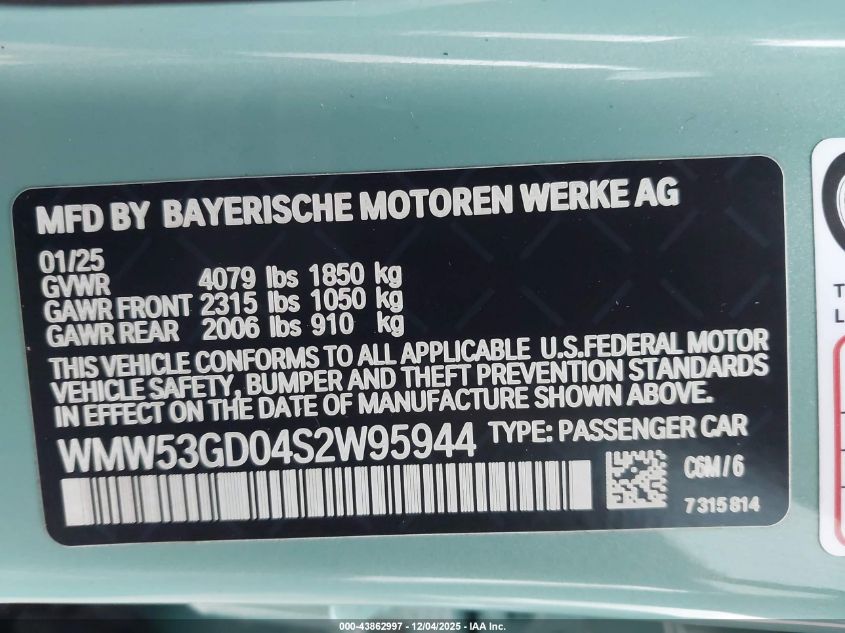 MFD BY BAYERISCHE MOTOREN WERKE AG
01/25
GVWR 4079 lbs 1850 kg
GAWR FRONT 2315 lbs 1050 kg
GAWR REAR 2006 lbs 910 kg
THIS VEHICLE CONFORMS TO ALL APPLICABLE U.S.FEDERAL MOTOR
VEHICLE SAFETY, BUMPER AND THEFT PREVENTION STANDARDS
IN EFFECT ON THE DATE OF MANUFACTURE SHOWN ABOVE.
WMW53GD04S2W95944 TYPE: PASSENGER CAR
C6M/6
7315814
T
L
000-43862997 • 12/04/2025 - IAA Inc.